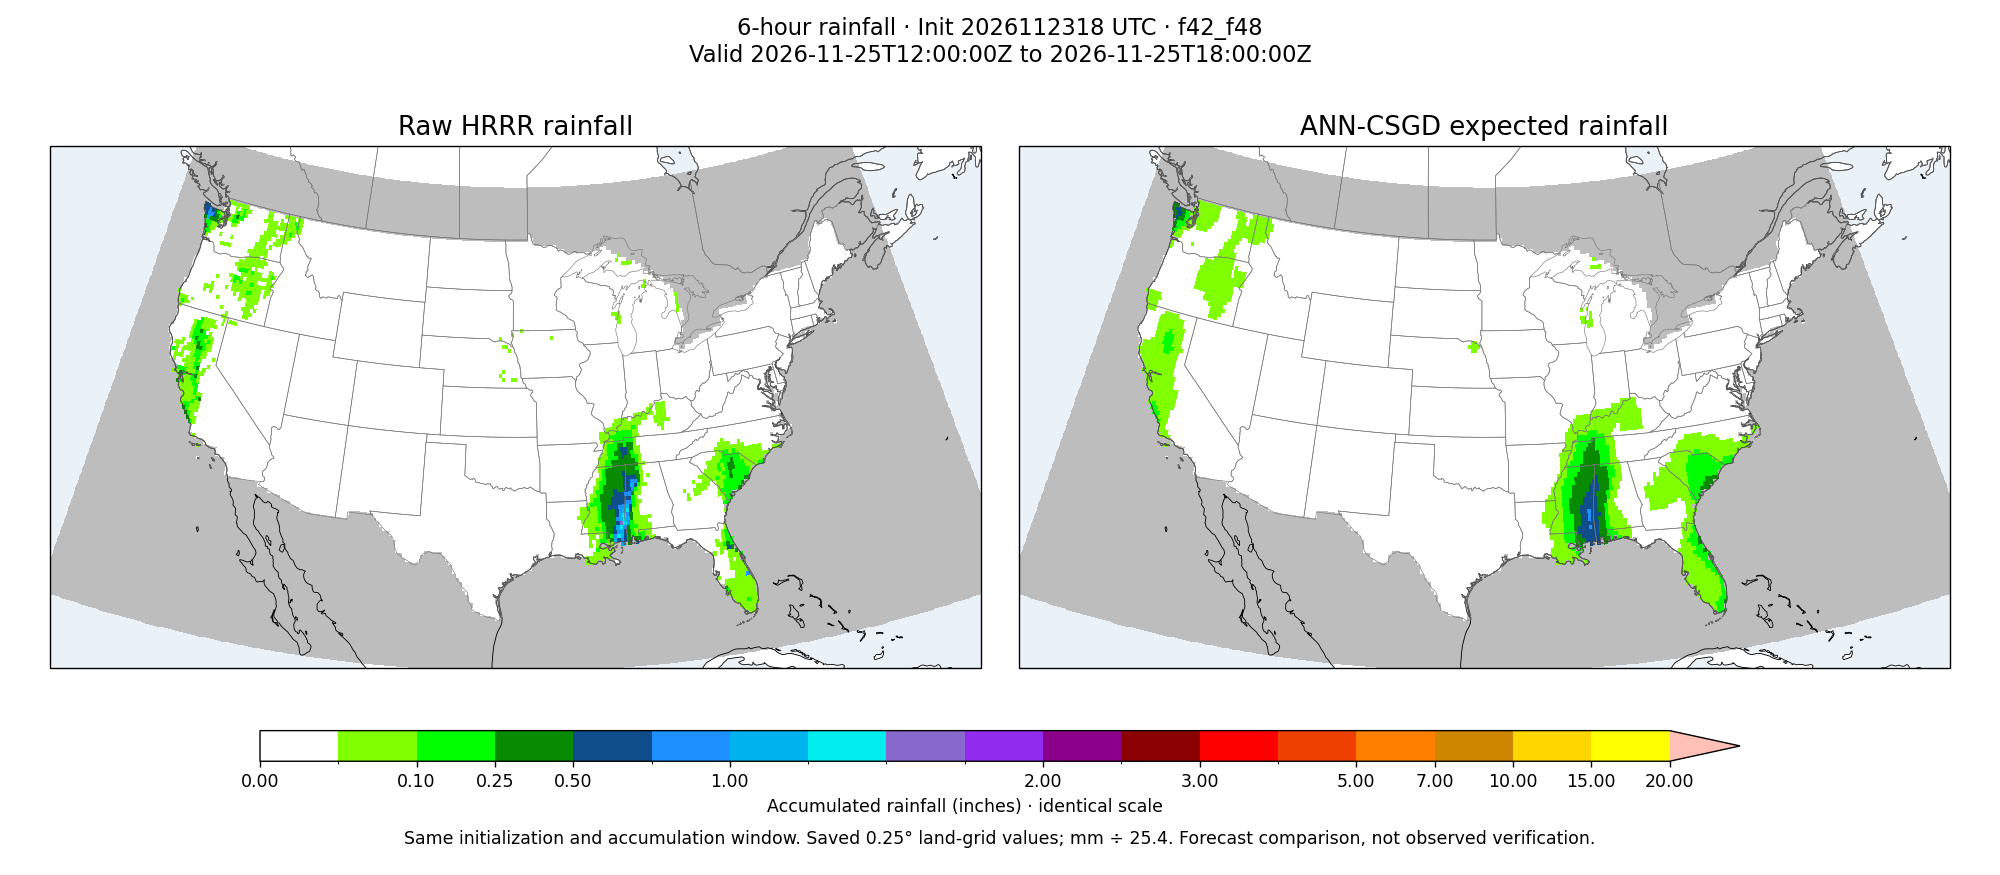 6-hour rainfall · Init 2026112318 UTC · f42_f48
Valid 2026-11-25T12:00:00Z to 2026-11-25T18:00:00Z
Raw HRRR rainfall
ANN-CSGD expected rainfall
0.00 0.10 0.25 0.50 1.00 2.00 3.00 5.00 7.00 10.00 15.00 20.00
Accumulated rainfall (inches) · identical scale
Same initialization and accumulation window. Saved 0.25° land-grid values; mm ÷ 25.4. Forecast comparison, not observed verification.